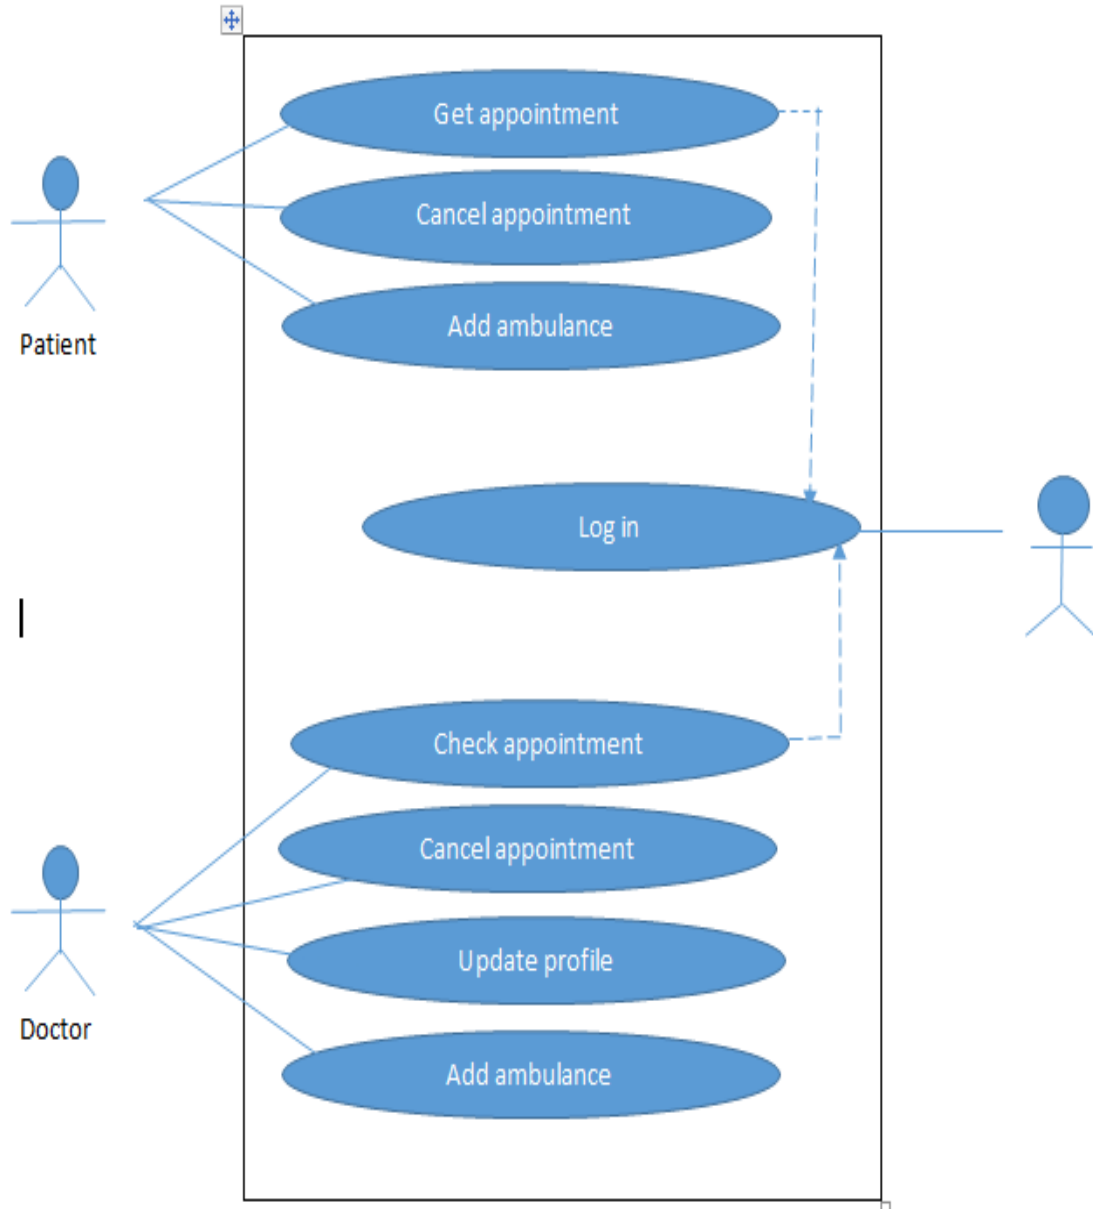 Get appointment
Cancel appointment
Add ambulance
Patient
Log in
Check appointment
Cancel appointment
Update profile
Doctor
Add ambulance